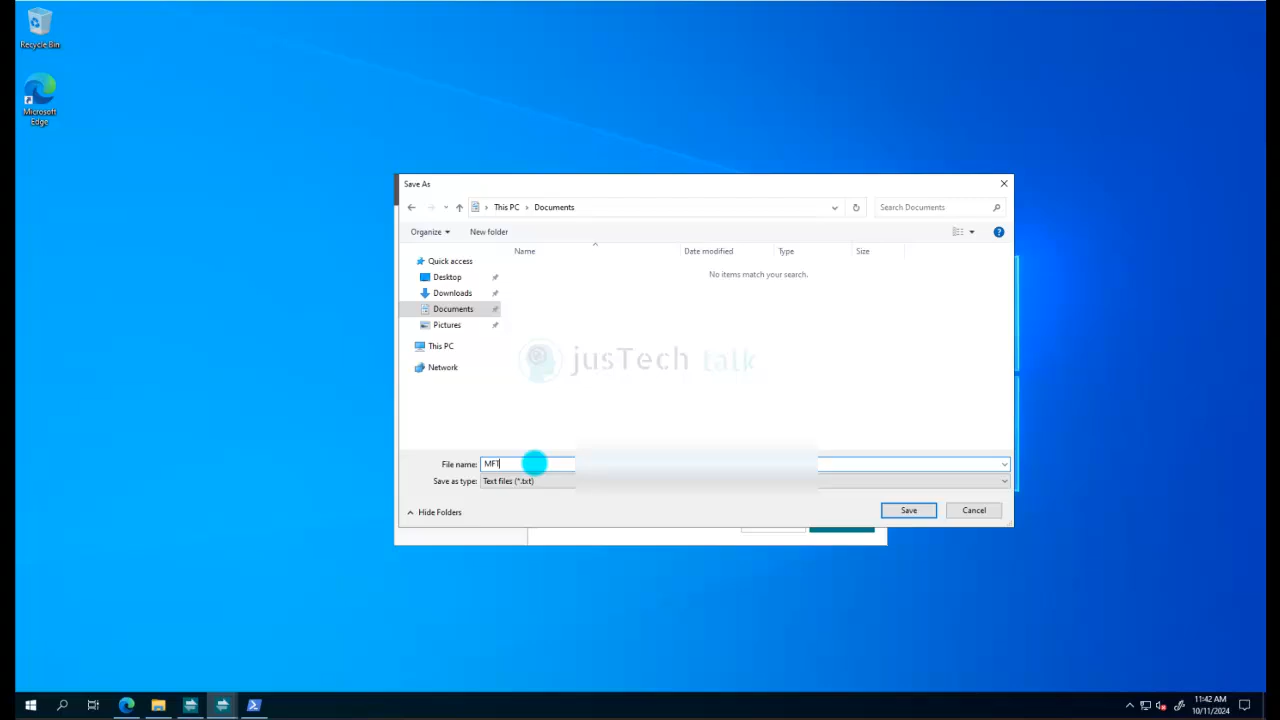 Recycle Bin
Microsoft
Edge
Save As
This PC
Documents
Search Documents
Organize
New folder
Name
Date modified
Type
Size
No items match your search.
Quick access
Desktop
Downloads
Documents
Pictures
This PC
Network
jusTech talk
File name:
MFT
Save as type:
Text files (*.txt)
Hide Folders
Save
Cancel
11:42 AM
10/11/2024